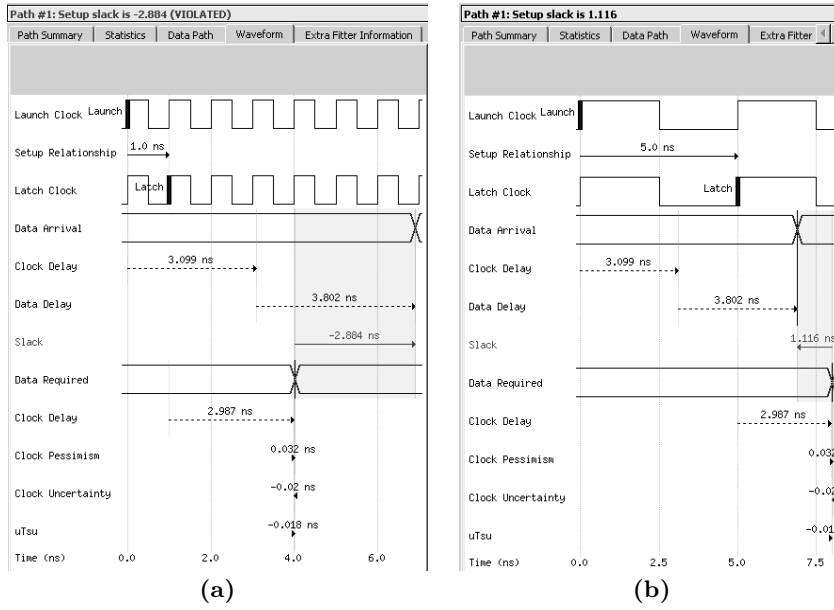 Path #1: Setup slack is -2.884 (VIOLATED)
Path Summary Statistics Data Path Waveform Extra Fitter Information
Launch Clock Launch
Setup Relationship 1.0 ns
Latch Clock Latch
Data Arrival
Clock Delay 3.099 ns
Data Delay 3.802 ns
Slack -2.884 ns
Data Required
Clock Delay 2.987 ns
Clock Pessimism 0.032 ns
Clock Uncertainty -0.02 ns
uTsu -0.018 ns
Time (ns) 0.0 2.0 4.0 6.0
(a)
Path #1: Setup slack is 1.116
Path Summary Statistics Data Path Waveform Extra Fitter
Launch Clock Launch
Setup Relationship 5.0 ns
Latch Clock Latch
Data Arrival
Clock Delay 3.099 ns
Data Delay 3.802 ns
Slack 1.116 ns
Data Required
Clock Delay 2.987 ns
Clock Pessimism 0.032
Clock Uncertainty -0.02
uTsu -0.01
Time (ns) 0.0 2.5 5.0 7.5
(b)